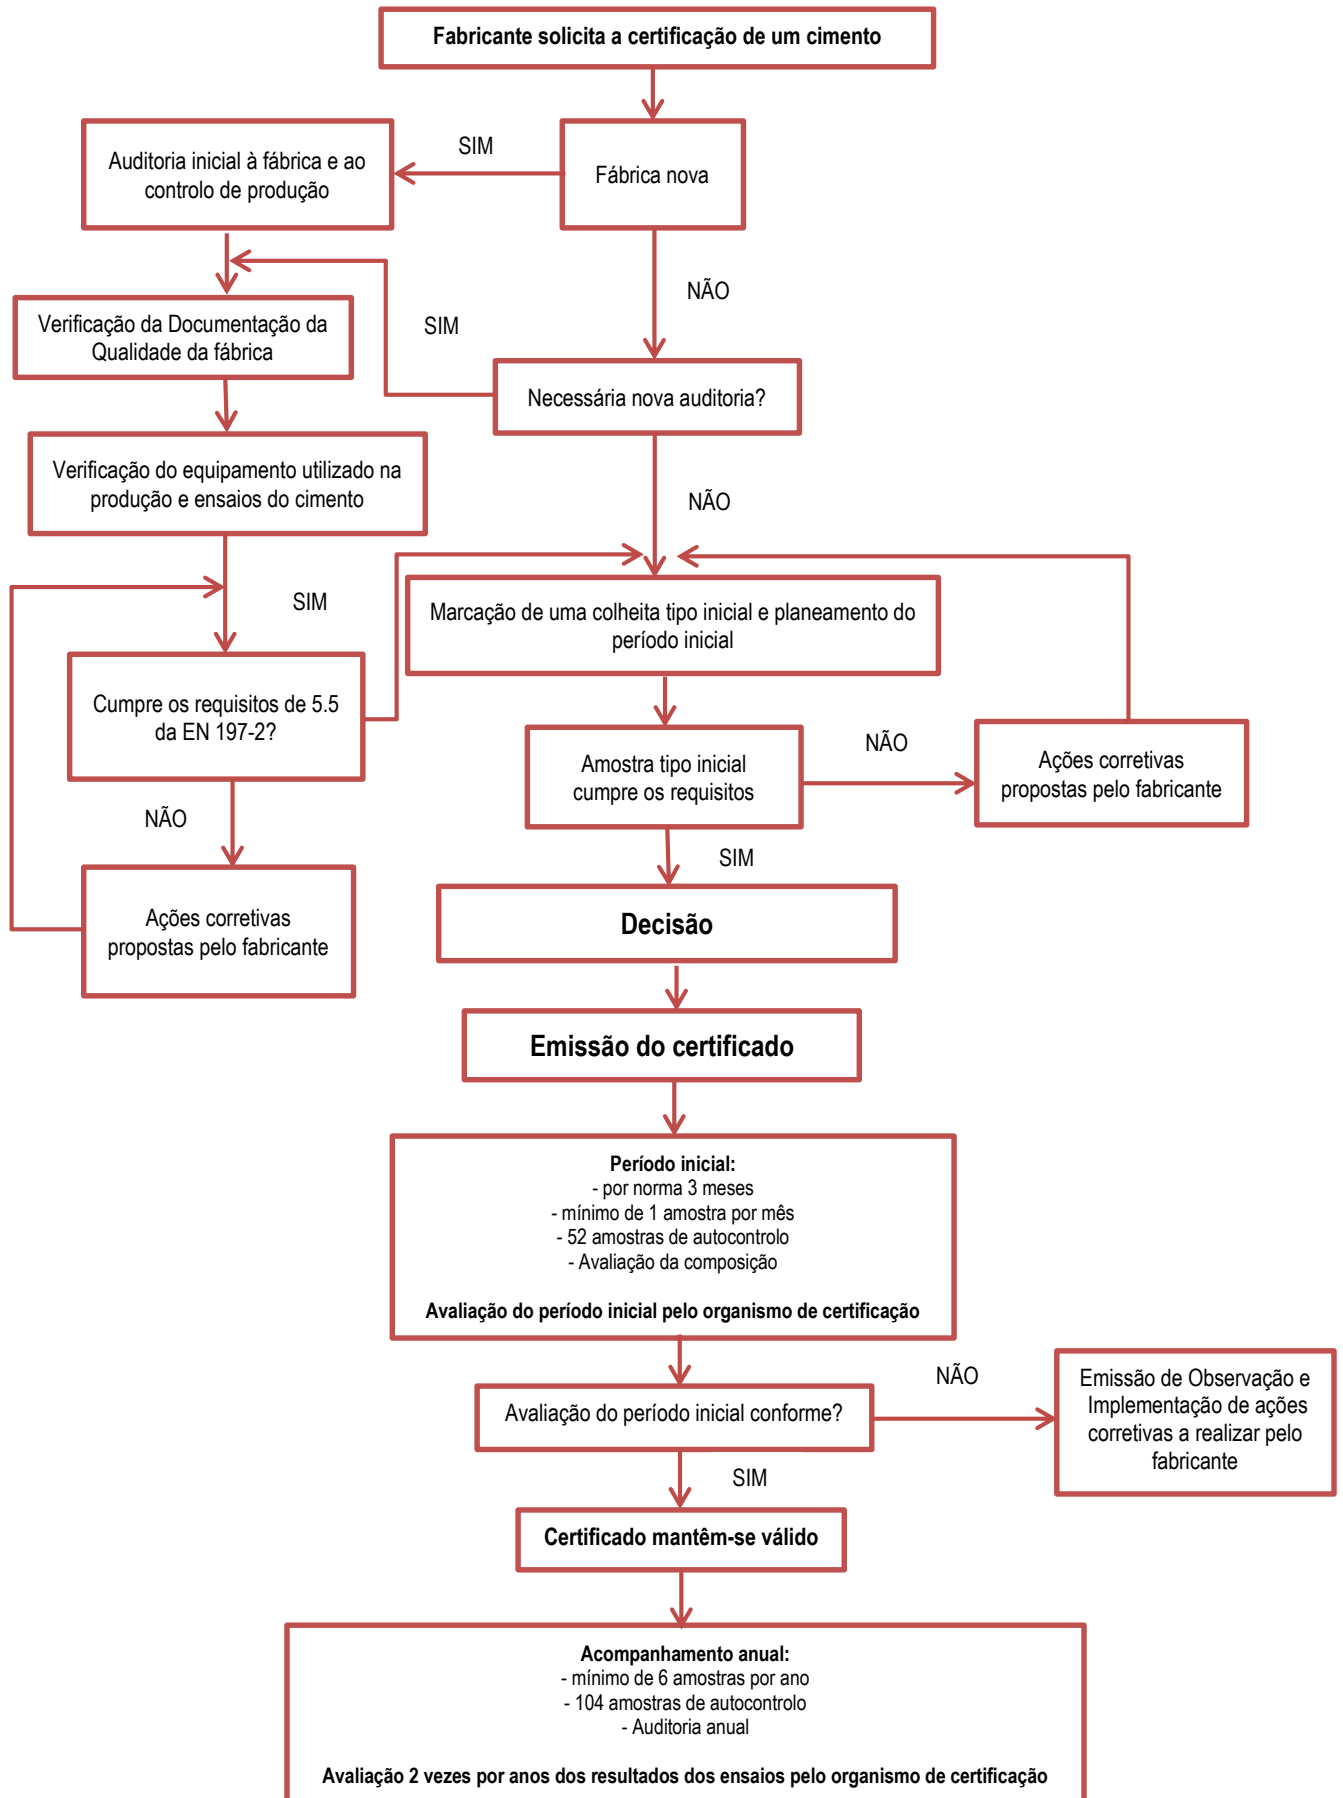 Fabricante solicita a certificação de um cimento
SIM
Auditoria inicial à fábrica e ao
controlo de produção
Fábrica nova
NÃO
SIM
Verificação da Documentação da
Qualidade da fábrica
Necessária nova auditoria?
Verificação do equipamento utilizado na
produção e ensaios do cimento
NÃO
SIM
Marcação de uma colheita tipo inicial e planeamento do
período inicial
Cumpre os requisitos de 5.5
da EN 197-2?
NÃO
Amostra tipo inicial
cumpre os requisitos
Ações corretivas
propostas pelo fabricante
NÃO
SIM
Ações corretivas
propostas pelo fabricante
Decisão
Emissão do certificado
Período inicial:
- por norma 3 meses
- mínimo de 1 amostra por mês
- 52 amostras de autocontrolo
- Avaliação da composição
Avaliação do período inicial pelo organismo de certificação
NÃO
Avaliação do período inicial conforme?
Emissão de Observação e
Implementação de ações
corretivas a realizar pelo
fabricante
SIM
Certificado mantêm-se válido
Acompanhamento anual:
- mínimo de 6 amostras por ano
- 104 amostras de autocontrolo
- Auditoria anual
Avaliação 2 vezes por anos dos resultados dos ensaios pelo organismo de certificação